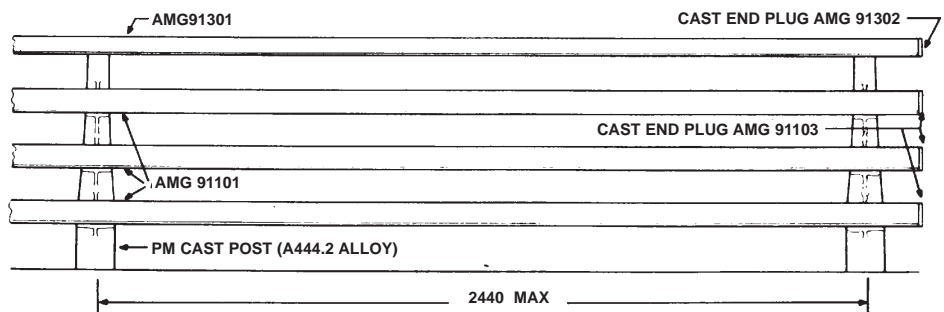 AMG91301
CAST END PLUG AMG 91302
CAST END PLUG AMG 91103
AMG 91101
PM CAST POST (A444.2 ALLOY)
2440 MAX